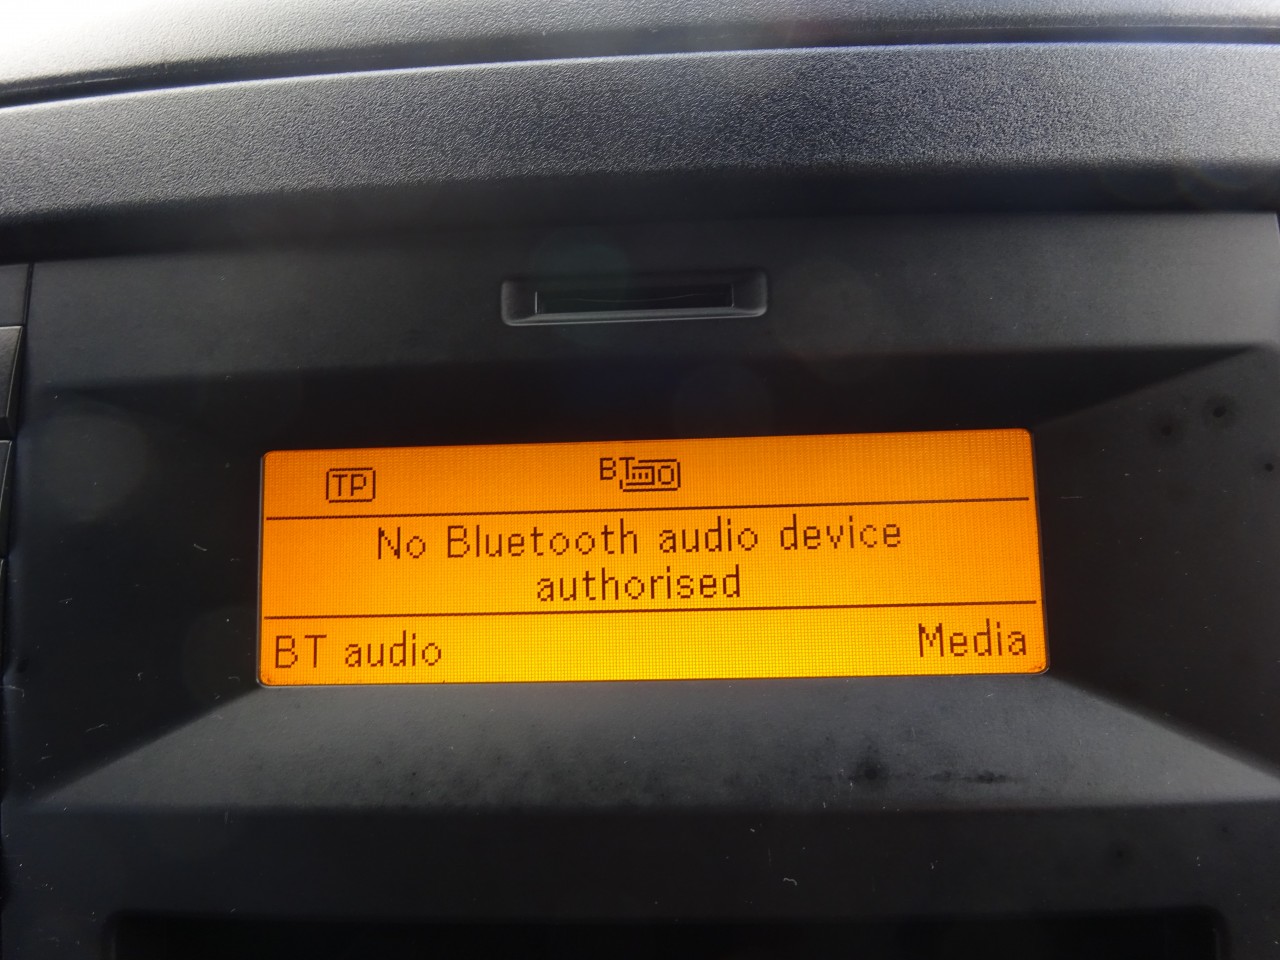 TP BT
No Bluetooth audio device
authorised
BT audio Media